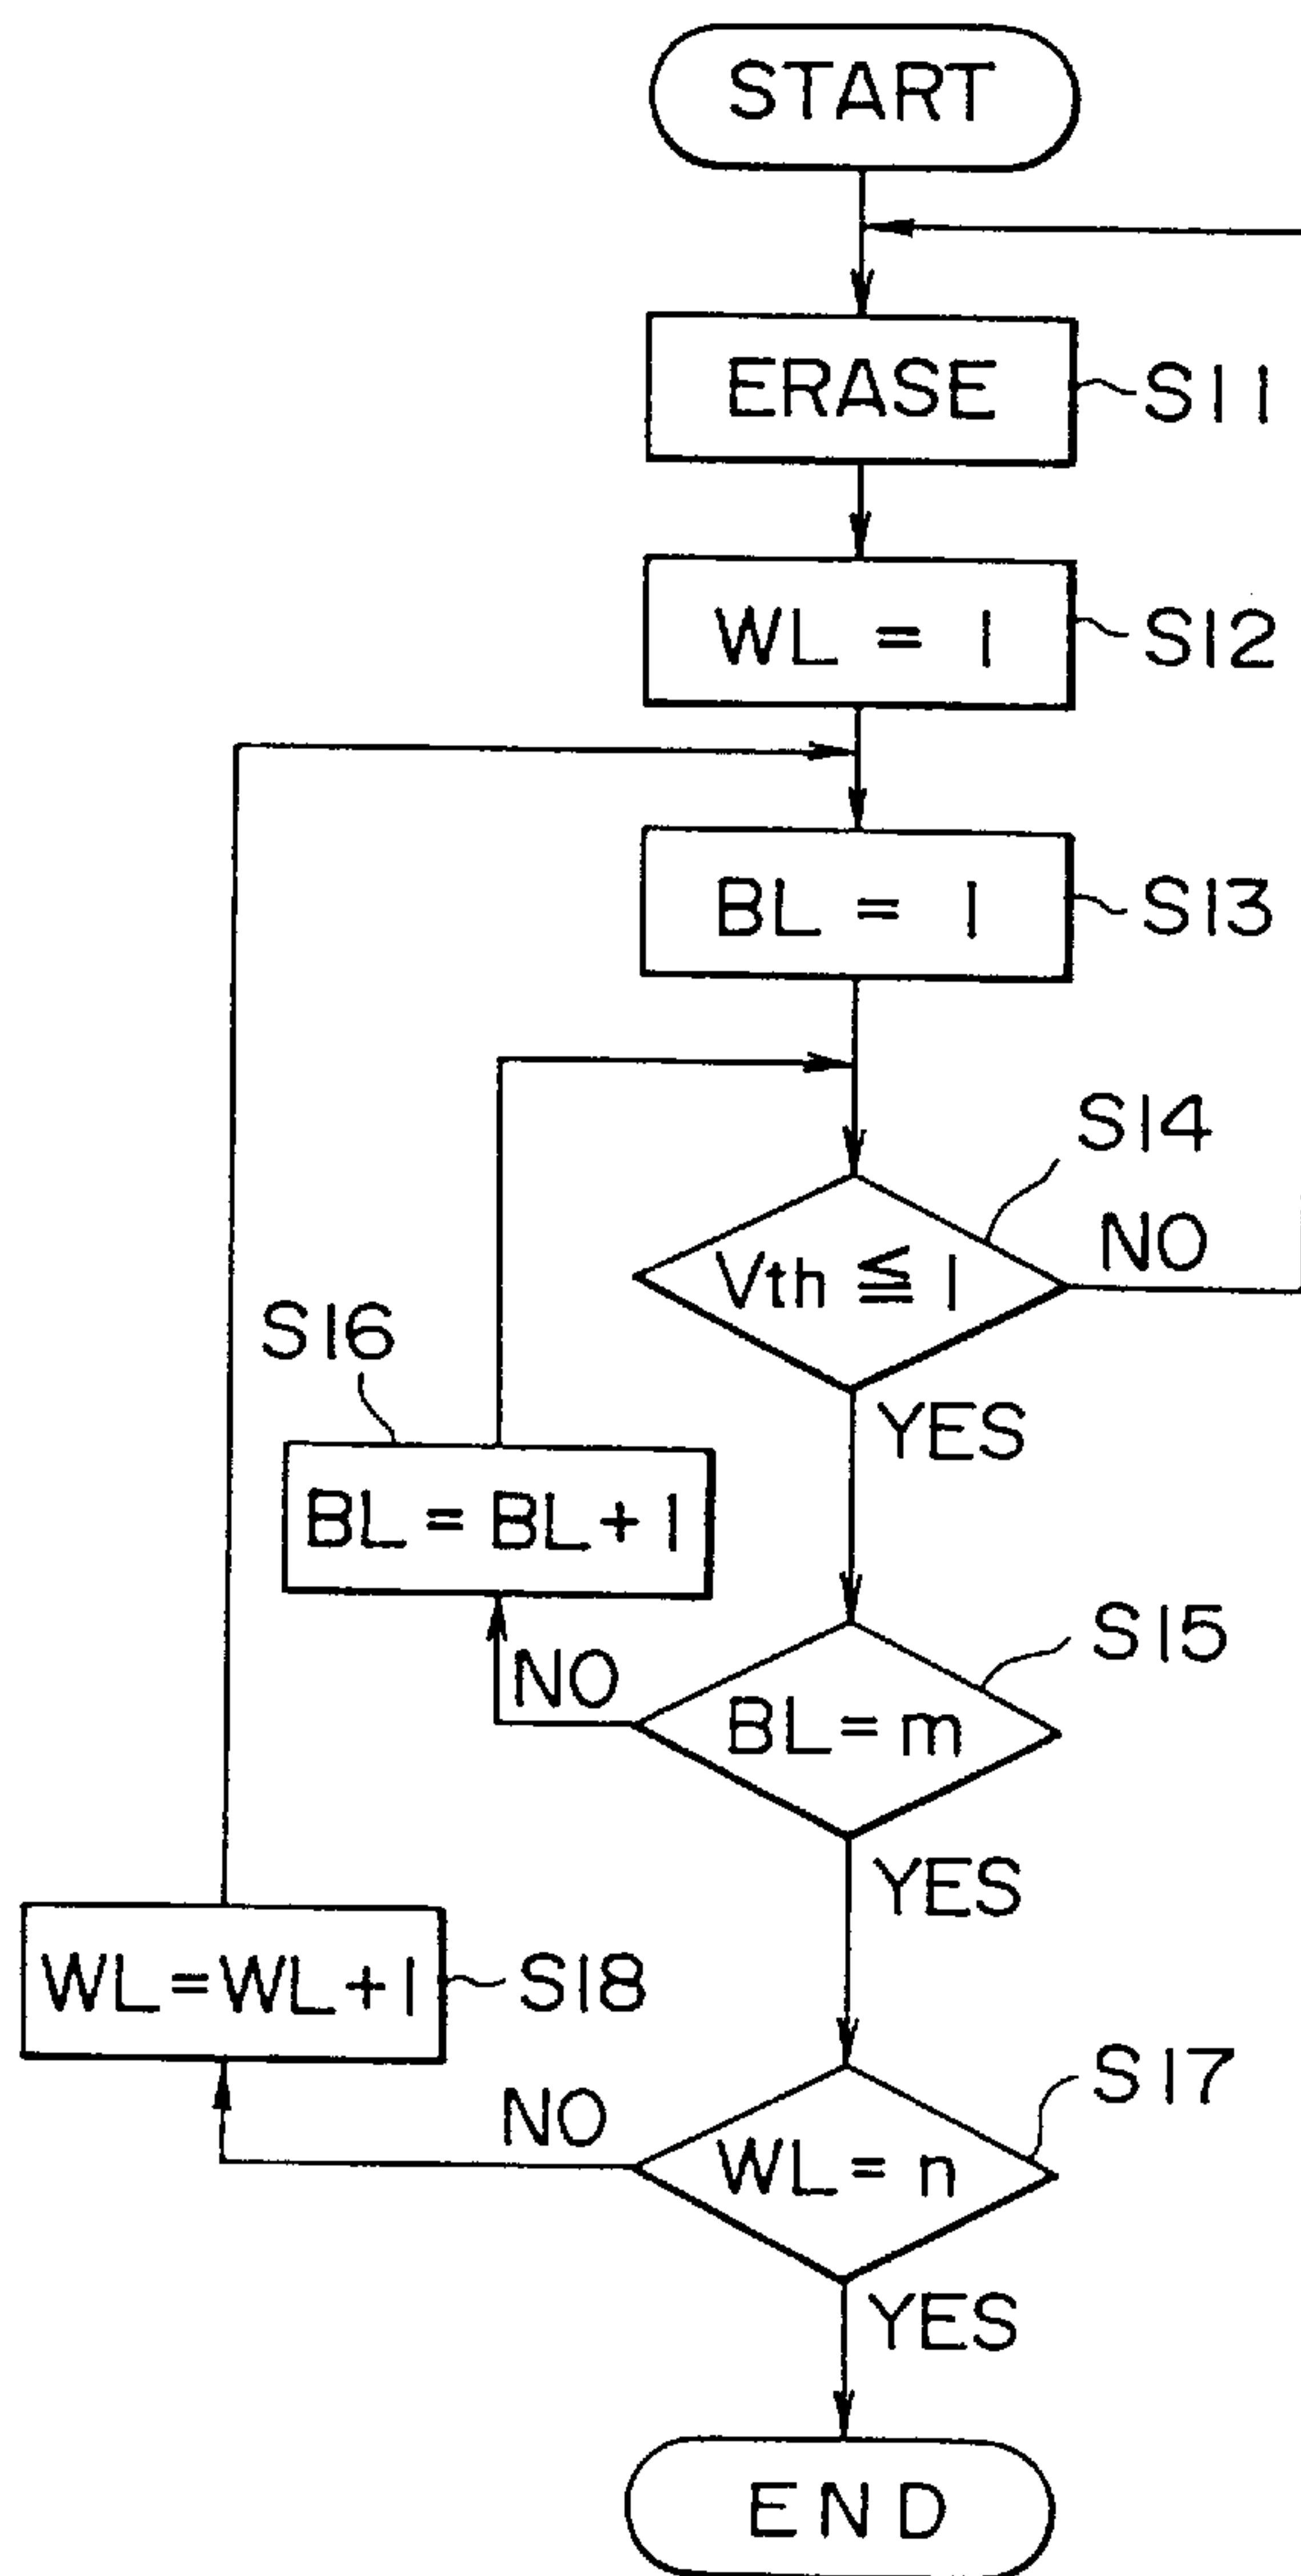 START
ERASE
S11
WL = 1
S12
BL = 1
S13
S14
Vth ≦ 1
NO
YES
S16
BL = BL + 1
NO
S15
BL = m
YES
WL = WL + 1
S18
NO
S17
WL = n
YES
END